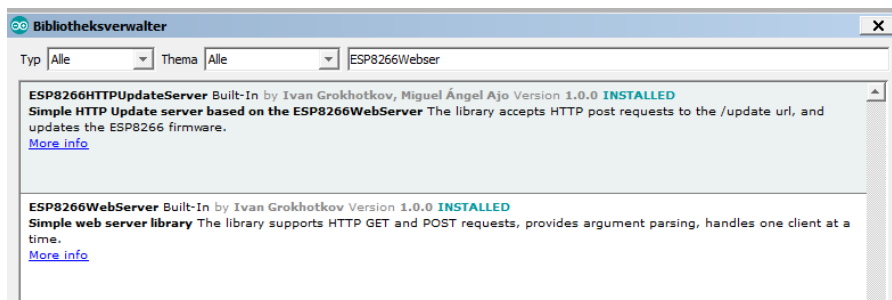 Bibliotheksverwalter
Typ Alle Thema Alle ESP8266Webser
ESP8266HTTPUpdateServer Built-In by Ivan Grokhotkov, Miguel Ángel Ajo Version 1.0.0 INSTALLED
Simple HTTP Update server based on the ESP8266WebServer The library accepts HTTP post requests to the /update url, and
updates the ESP8266 firmware.
More info
ESP8266WebServer Built-In by Ivan Grokhotkov Version 1.0.0 INSTALLED
Simple web server library The library supports HTTP GET and POST requests, provides argument parsing, handles one client at a
time.
More info